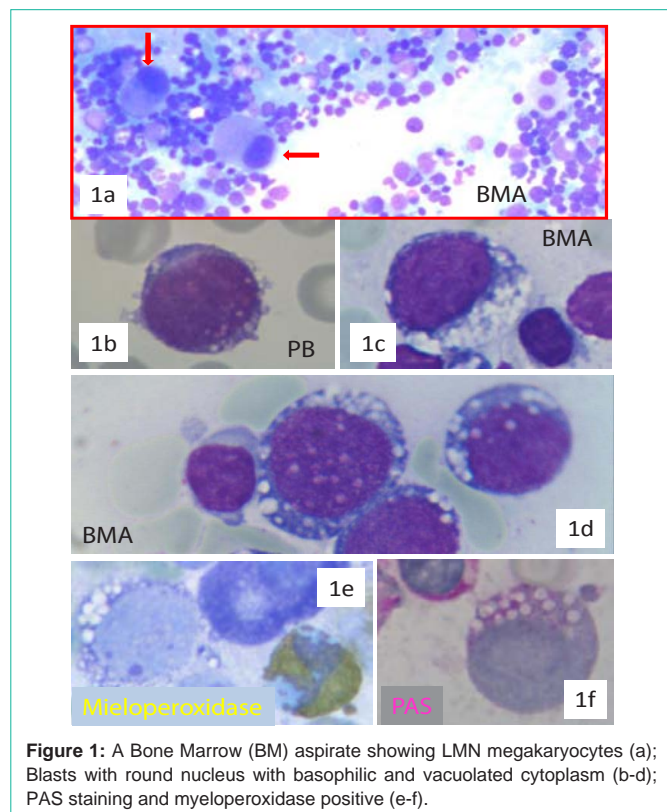 1a
BMA
BMA
1b
PB
1c
BMA
1d
1e
Mieloperoxidase
PAS
1f
Figure 1: A Bone Marrow (BM) aspirate showing LMN megakaryocytes (a);
Blasts with round nucleus with basophilic and vacuolated cytoplasm (b-d);
PAS staining and myeloperoxidase positive (e-f).